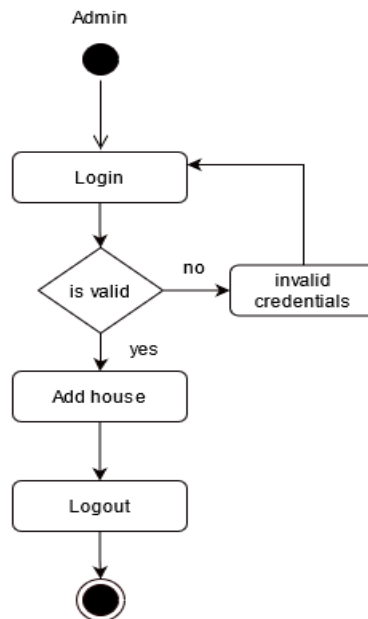 Admin
Login
is valid
no
invalid
credentials
yes
Add house
Logout